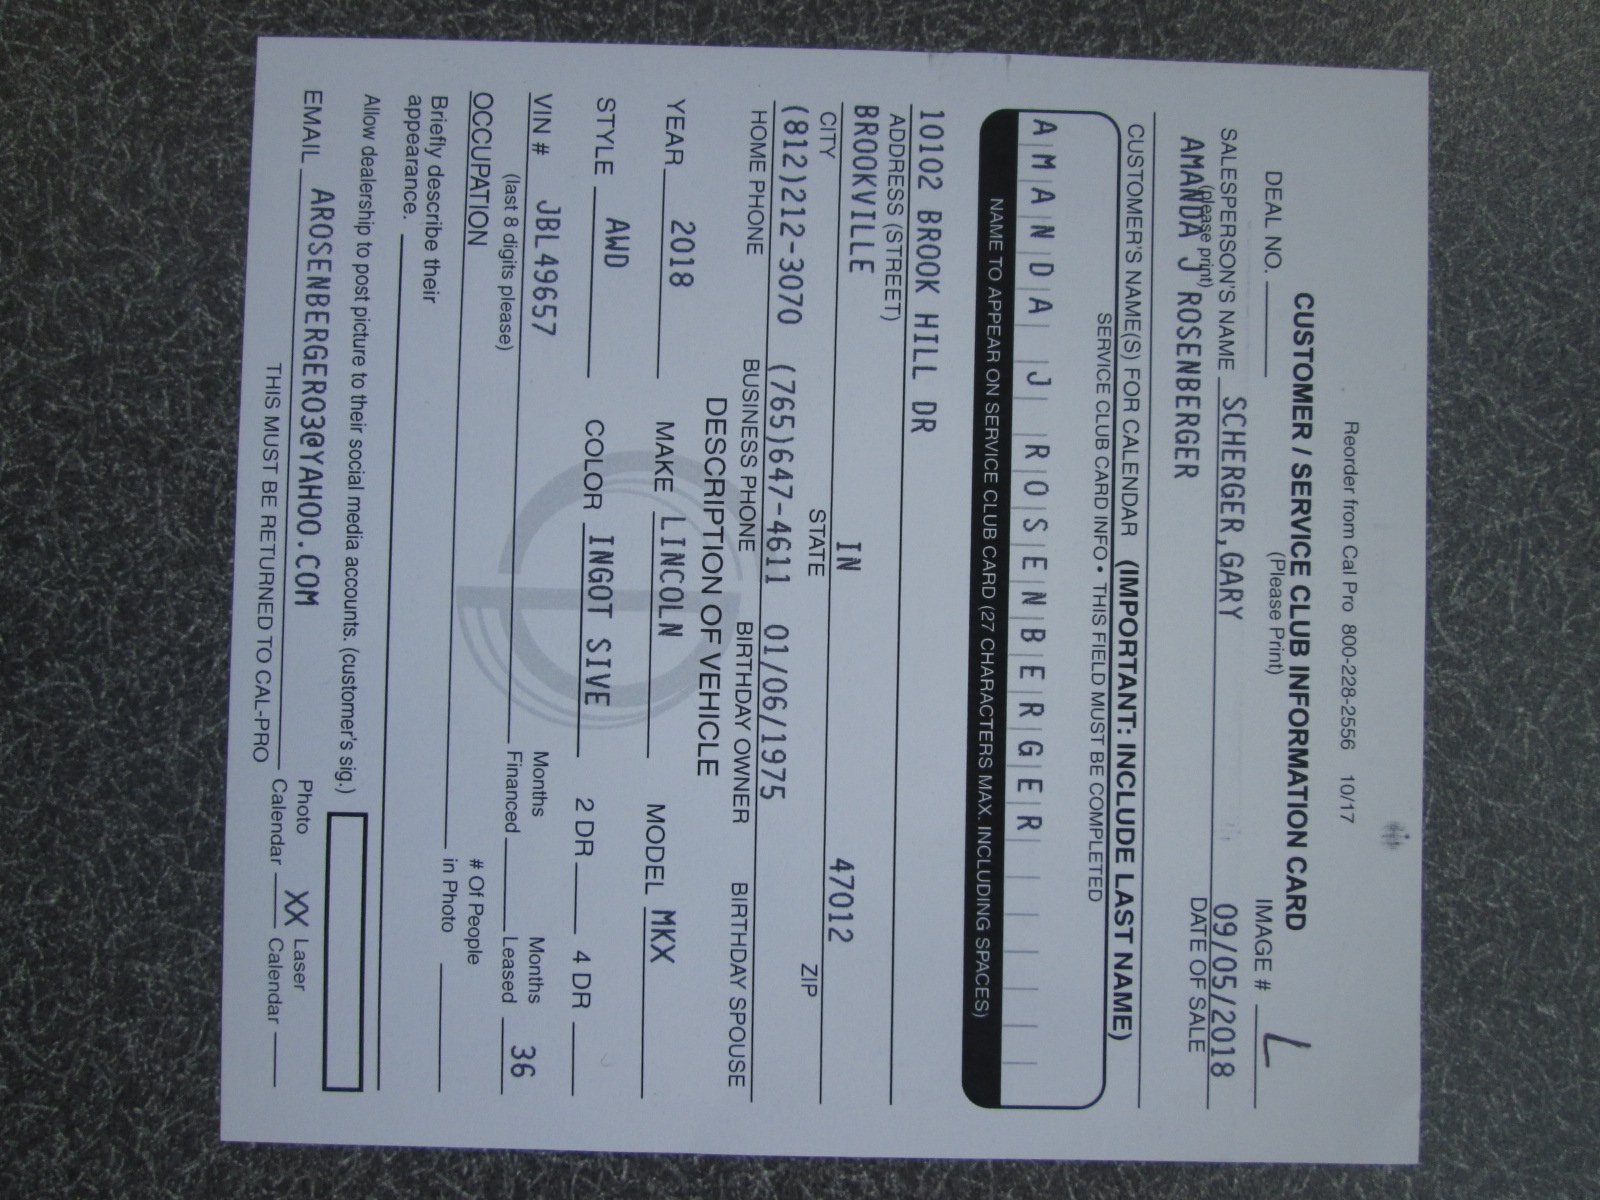 Reorder from Cal Pro 800-228-2556 10/17
CUSTOMER / SERVICE CLUB INFORMATION CARD
(Please Print)
DEAL NO. IMAGE # L
SALESPERSON'S NAME SCHERGER,GARY 09/05/2018
(please print) DATE OF SALE
AMANDA J ROSENBERGER
CUSTOMER'S NAME(S) FOR CALENDAR (IMPORTANT: INCLUDE LAST NAME)
SERVICE CLUB CARD INFO • THIS FIELD MUST BE COMPLETED
AMANDA J ROSENBERGER
NAME TO APPEAR ON SERVICE CLUB CARD (27 CHARACTERS MAX. INCLUDING SPACES)
10102 BROOK HILL DR
ADDRESS (STREET)
BROOKVILLE IN 47012
CITY STATE ZIP
(812)212-3070 (765)647-4611 01/06/1975
HOME PHONE BUSINESS PHONE BIRTHDAY OWNER BIRTHDAY SPOUSE
DESCRIPTION OF VEHICLE
YEAR 2018 MAKE LINCOLN MODEL MKX
STYLE AWD COLOR INGOT SIVE 2 DR 4 DR
VIN # JBL49657 Months Financed Months Leased 36
(last 8 digits please)
OCCUPATION # Of People in Photo
Briefly describe their
appearance.
Allow dealership to post picture to their social media accounts. (customer's sig.)
EMAIL AROSENBERGER03@YAHOO.COM Photo Calendar XX Laser Calendar
THIS MUST BE RETURNED TO CAL-PRO